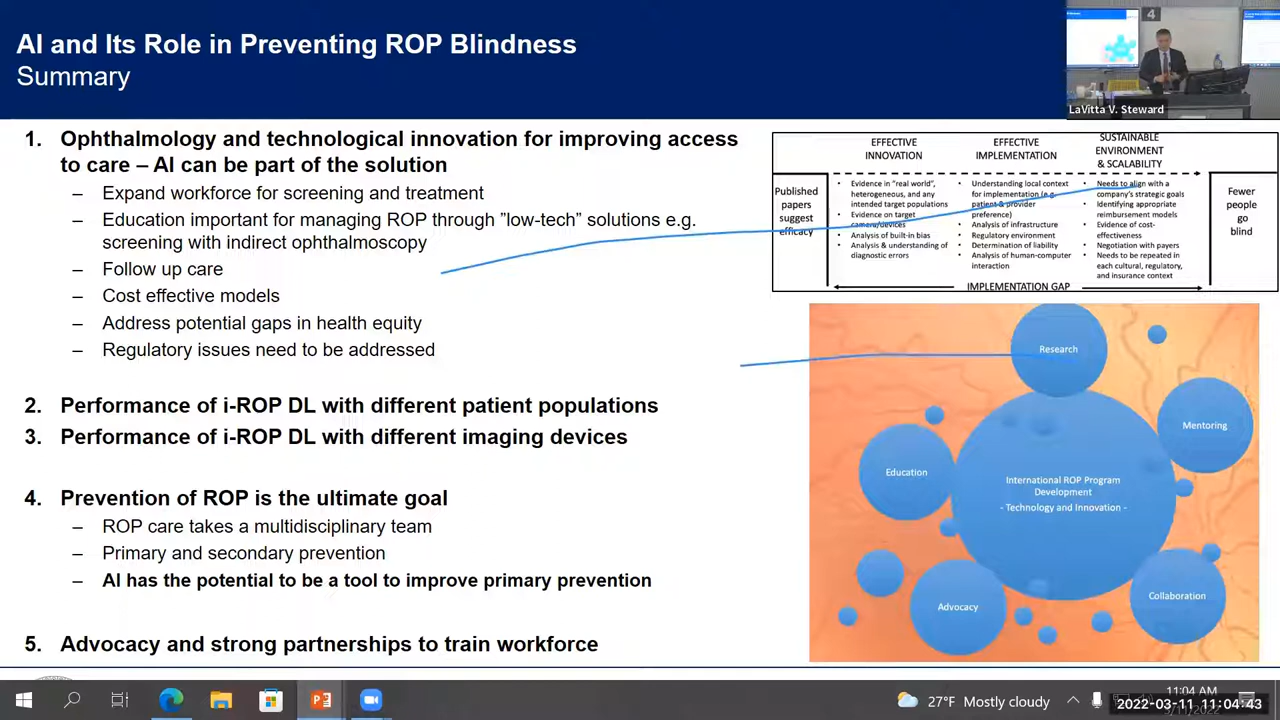 AI and Its Role in Preventing ROP Blindness
Summary
4
LaVitta V. Steward
1. Ophthalmology and technological innovation for improving access
to care – AI can be part of the solution
– Expand workforce for screening and treatment
– Education important for managing ROP through ”low-tech” solutions e.g.
screening with indirect ophthalmoscopy
– Follow up care
– Cost effective models
– Address potential gaps in health equity
– Regulatory issues need to be addressed
2. Performance of i-ROP DL with different patient populations
3. Performance of i-ROP DL with different imaging devices
4. Prevention of ROP is the ultimate goal
– ROP care takes a multidisciplinary team
– Primary and secondary prevention
– AI has the potential to be a tool to improve primary prevention
5. Advocacy and strong partnerships to train workforce
Published
papers
suggest
efficacy
EFFECTIVE
INNOVATION
• Evidence in "real world",
heterogeneous, and any
intended target populations
• Evidence on target
camera/devices
• Analysis of built-in bias
• Analysis & understanding of
diagnostic errors
EFFECTIVE
IMPLEMENTATION
• Understanding local context
for implementation (e.g.
patient & provider
preference)
• Analysis of infrastructure
• Regulatory environment
• Determination of liability
• Analysis of human-computer
interaction
SUSTAINABLE
ENVIRONMENT
& SCALABILITY
• Needs to align with a
company's strategic goals
• Identifying appropriate
reimbursement models
• Evidence of cost-
effectiveness
• Negotiation with payers
• Needs to be repeated in
each cultural, regulatory,
and insurance context
Fewer
people
go
blind
IMPLEMENTATION GAP
Research
Mentoring
Education
International ROP Program
Development
- Technology and Innovation -
Collaboration
Advocacy
27°F Mostly cloudy
11:04 AM
2022-03-11 11:04:43